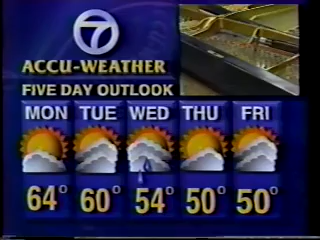 7
ACCU-WEATHER
FIVE DAY OUTLOOK
MON TUE WED THU FRI
64° 60° 54° 50° 50°